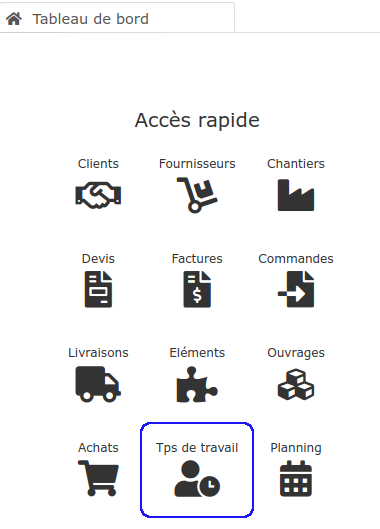 Tableau de bord
Accès rapide
Clients Fournisseurs Chantiers
Devis Factures Commandes
$
Livraisons Eléments Ouvrages
Achats Tps de travail Planning